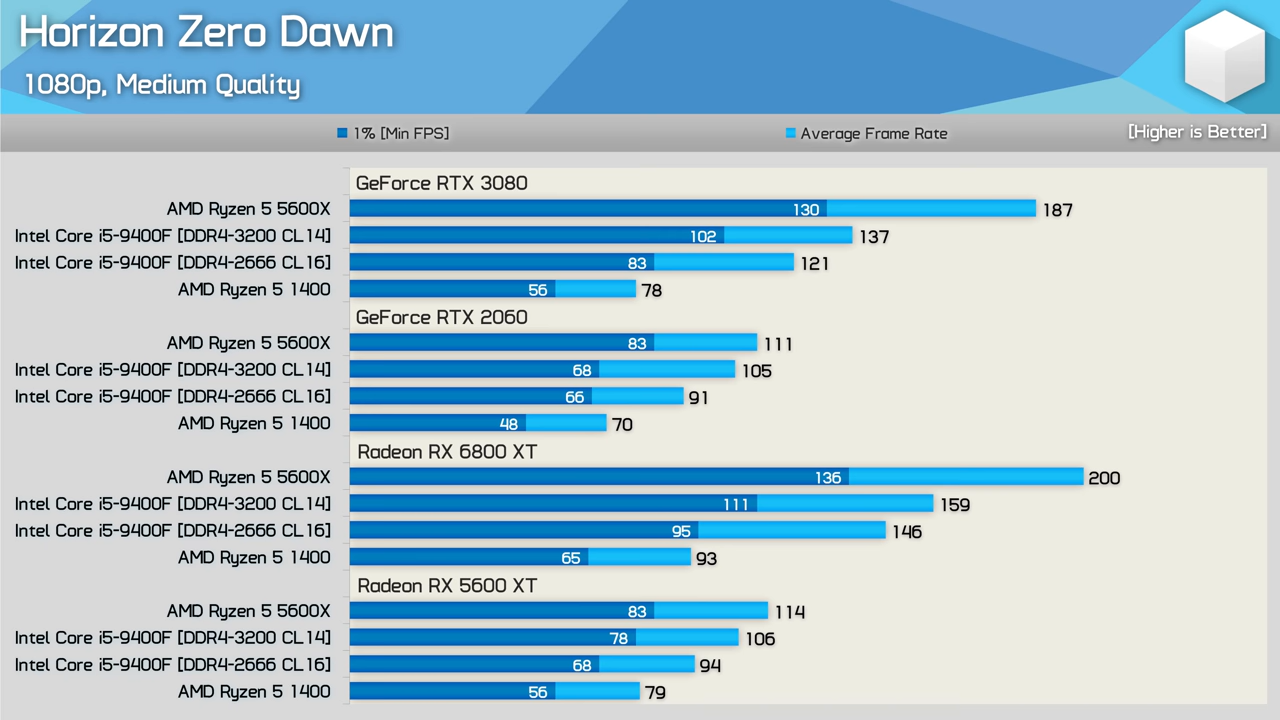 Horizon Zero Dawn
1080p, Medium Quality
1% [Min FPS] Average Frame Rate [Higher is Better]
GeForce RTX 3080
AMD Ryzen 5 5600X 130 187
Intel Core i5-9400F [DDR4-3200 CL14] 102 137
Intel Core i5-9400F [DDR4-2666 CL16] 83 121
AMD Ryzen 5 1400 56 78
GeForce RTX 2060
AMD Ryzen 5 5600X 83 111
Intel Core i5-9400F [DDR4-3200 CL14] 68 105
Intel Core i5-9400F [DDR4-2666 CL16] 66 91
AMD Ryzen 5 1400 48 70
Radeon RX 6800 XT
AMD Ryzen 5 5600X 136 200
Intel Core i5-9400F [DDR4-3200 CL14] 111 159
Intel Core i5-9400F [DDR4-2666 CL16] 95 146
AMD Ryzen 5 1400 65 93
Radeon RX 5600 XT
AMD Ryzen 5 5600X 83 114
Intel Core i5-9400F [DDR4-3200 CL14] 78 106
Intel Core i5-9400F [DDR4-2666 CL16] 68 94
AMD Ryzen 5 1400 56 79